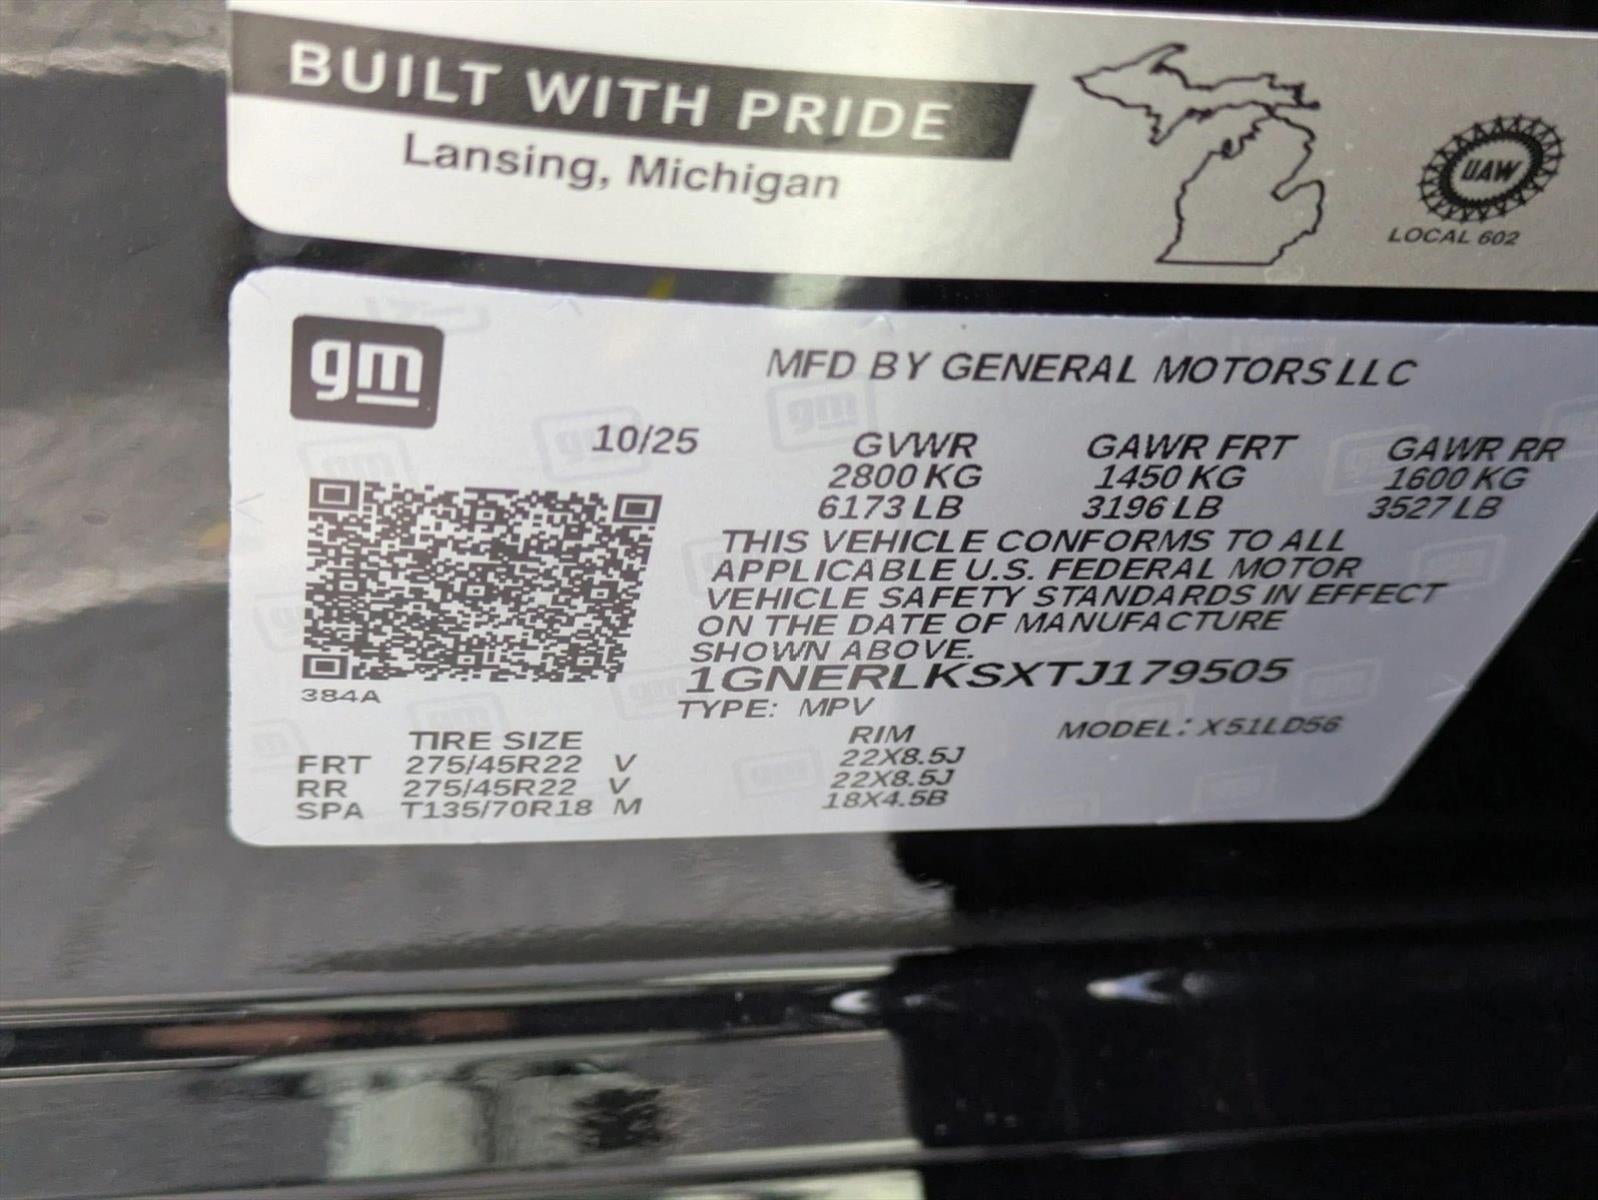 BUILT WITH PRIDE
Lansing, Michigan
UAW
LOCAL 602
gm
MFD BY GENERAL MOTORS LLC
10/25
GVWR GAWR FRT GAWR RR
2800 KG 1450 KG 1600 KG
6173 LB 3196 LB 3527 LB
THIS VEHICLE CONFORMS TO ALL
APPLICABLE U.S. FEDERAL MOTOR
VEHICLE SAFETY STANDARDS IN EFFECT
ON THE DATE OF MANUFACTURE
SHOWN ABOVE.
1GNERLKSXTJ179505
384A
TYPE: MPV MODEL: X51LD56
TIRE SIZE RIM
FRT 275/45R22 V 22X8.5J
RR 275/45R22 V 22X8.5J
SPA T135/70R18 M 18X4.5B